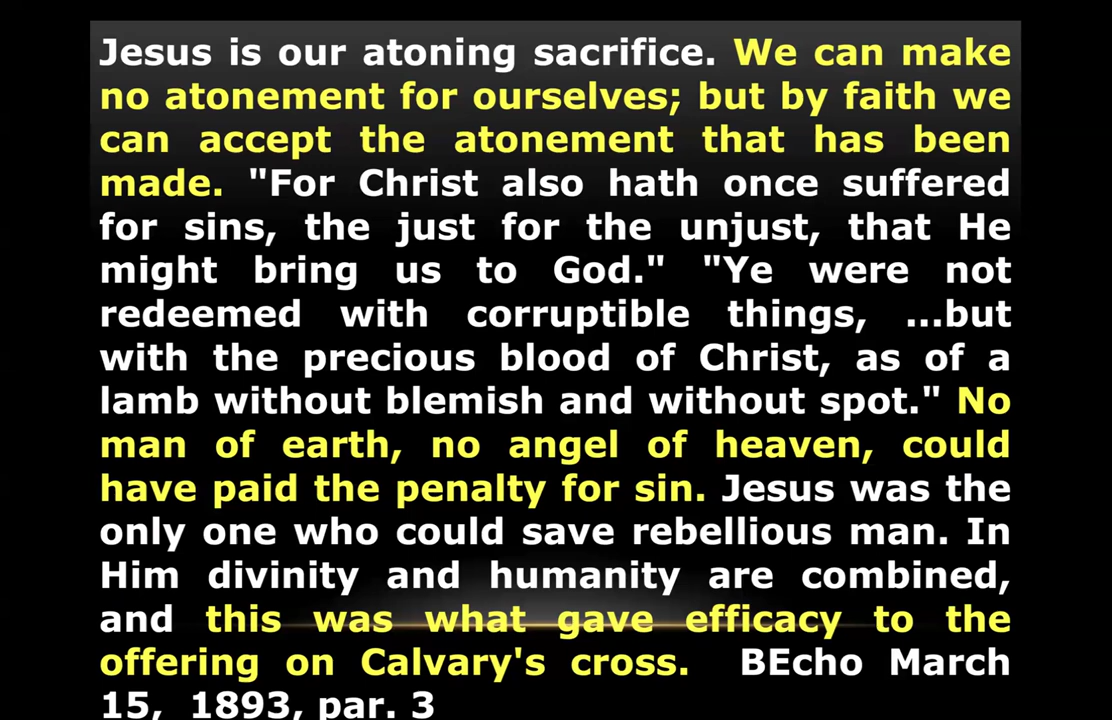 Jesus is our atoning sacrifice. We can make
no atonement for ourselves; but by faith we
can accept the atonement that has been
made. "For Christ also hath once suffered
for sins, the just for the unjust, that He
might bring us to God." "Ye were not
redeemed with corruptible things, ...but
with the precious blood of Christ, as of a
lamb without blemish and without spot." No
man of earth, no angel of heaven, could
have paid the penalty for sin. Jesus was the
only one who could save rebellious man. In
Him divinity and humanity are combined,
and this was what gave efficacy to the
offering on Calvary's cross. BEcho March
15, 1893, par. 3